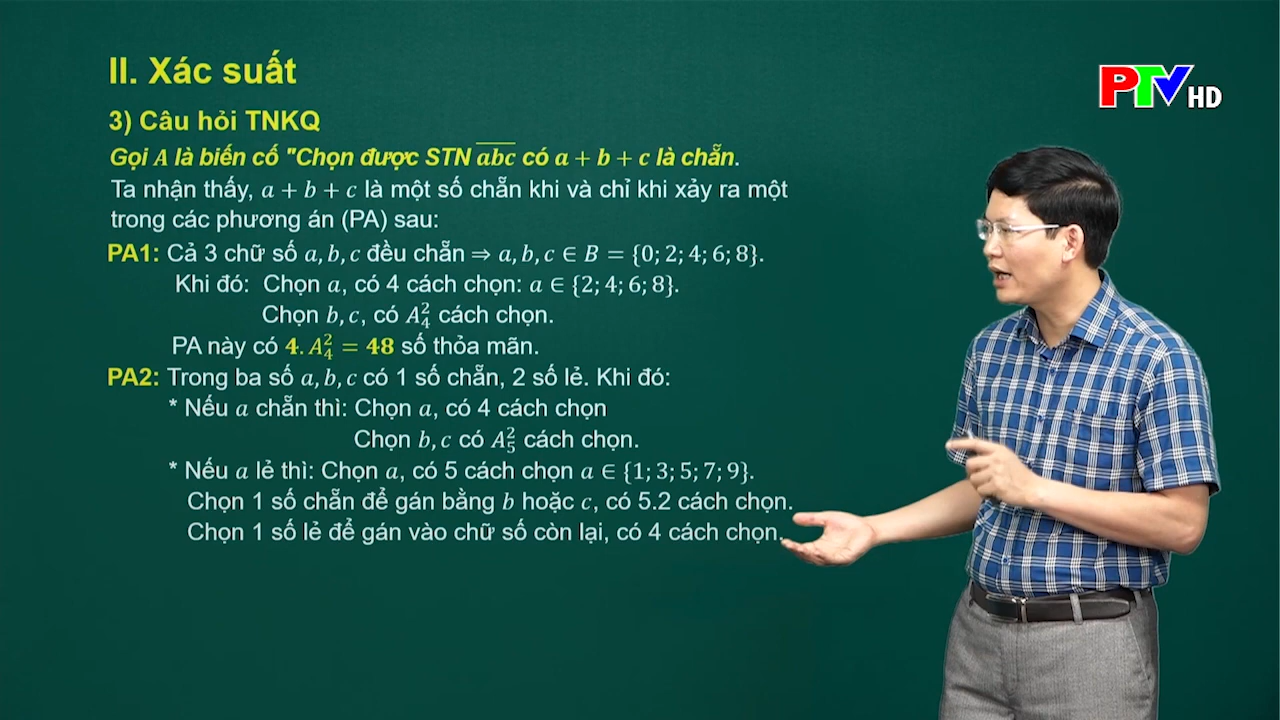 II. Xác suất
PTV HD
3) Câu hỏi TNKQ
Gọi A là biến cố "Chọn được STN \overline{abc} có a + b + c là chẵn.
Ta nhận thấy, a + b + c là một số chẵn khi và chỉ khi xảy ra một
trong các phương án (PA) sau:
PA1: Cả 3 chữ số a, b, c đều chẵn ⇒ a, b, c ∈ B = {0; 2; 4; 6; 8}.
Khi đó: Chọn a, có 4 cách chọn: a ∈ {2; 4; 6; 8}.
Chọn b, c, có A_4^2 cách chọn.
PA này có 4. A_4^2 = 48 số thỏa mãn.
PA2: Trong ba số a, b, c có 1 số chẵn, 2 số lẻ. Khi đó:
* Nếu a chẵn thì: Chọn a, có 4 cách chọn
Chọn b, c có A_5^2 cách chọn.
* Nếu a lẻ thì: Chọn a, có 5 cách chọn a ∈ {1; 3; 5; 7; 9}.
Chọn 1 số chẵn để gán bằng b hoặc c, có 5.2 cách chọn.
Chọn 1 số lẻ để gán vào chữ số còn lại, có 4 cách chọn.